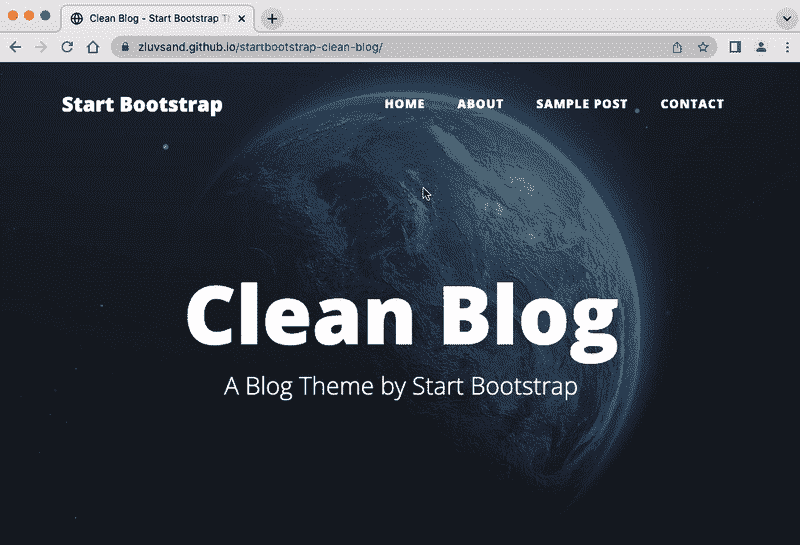 Clean Blog - Start Bootstrap T
zluvsand.github.io/startbootstrap-clean-blog/
Start Bootstrap
HOME ABOUT SAMPLE POST CONTACT
Clean Blog
A Blog Theme by Start Bootstrap